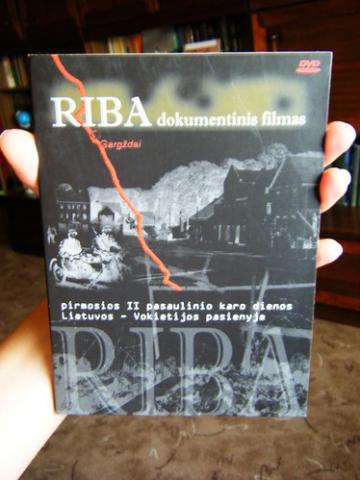 DVD
RIBA dokumentinis filmas
Gargždai
pirmosios II pasaulinio karo dienos
Lietuvos - Vokietijos pasienyje
RIBA